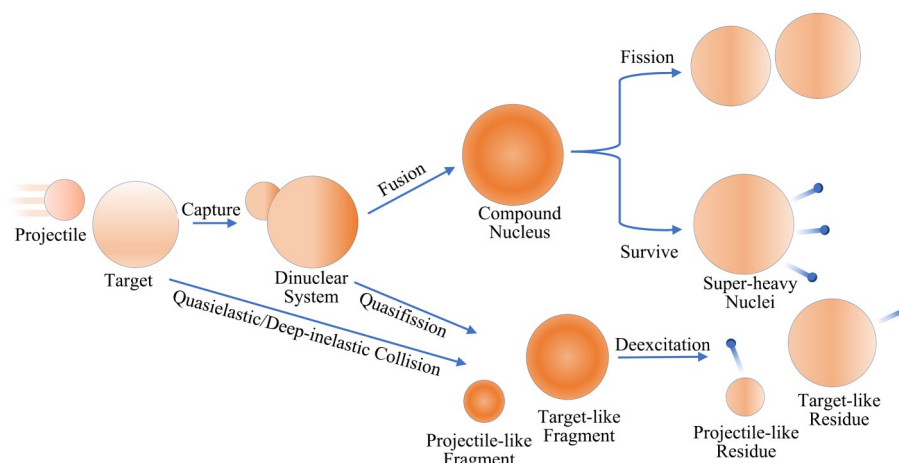 Fission
Fusion
Capture
Projectile
Compound
Nucleus
Target
Dinuclear
System
Survive
Super-heavy
Nuclei
Quasielastic/Deep-inelastic Collision
Quasifission
Deexcitation
Projectile-like
Fragment
Target-like
Fragment
Projectile-like
Residue
Target-like
Residue